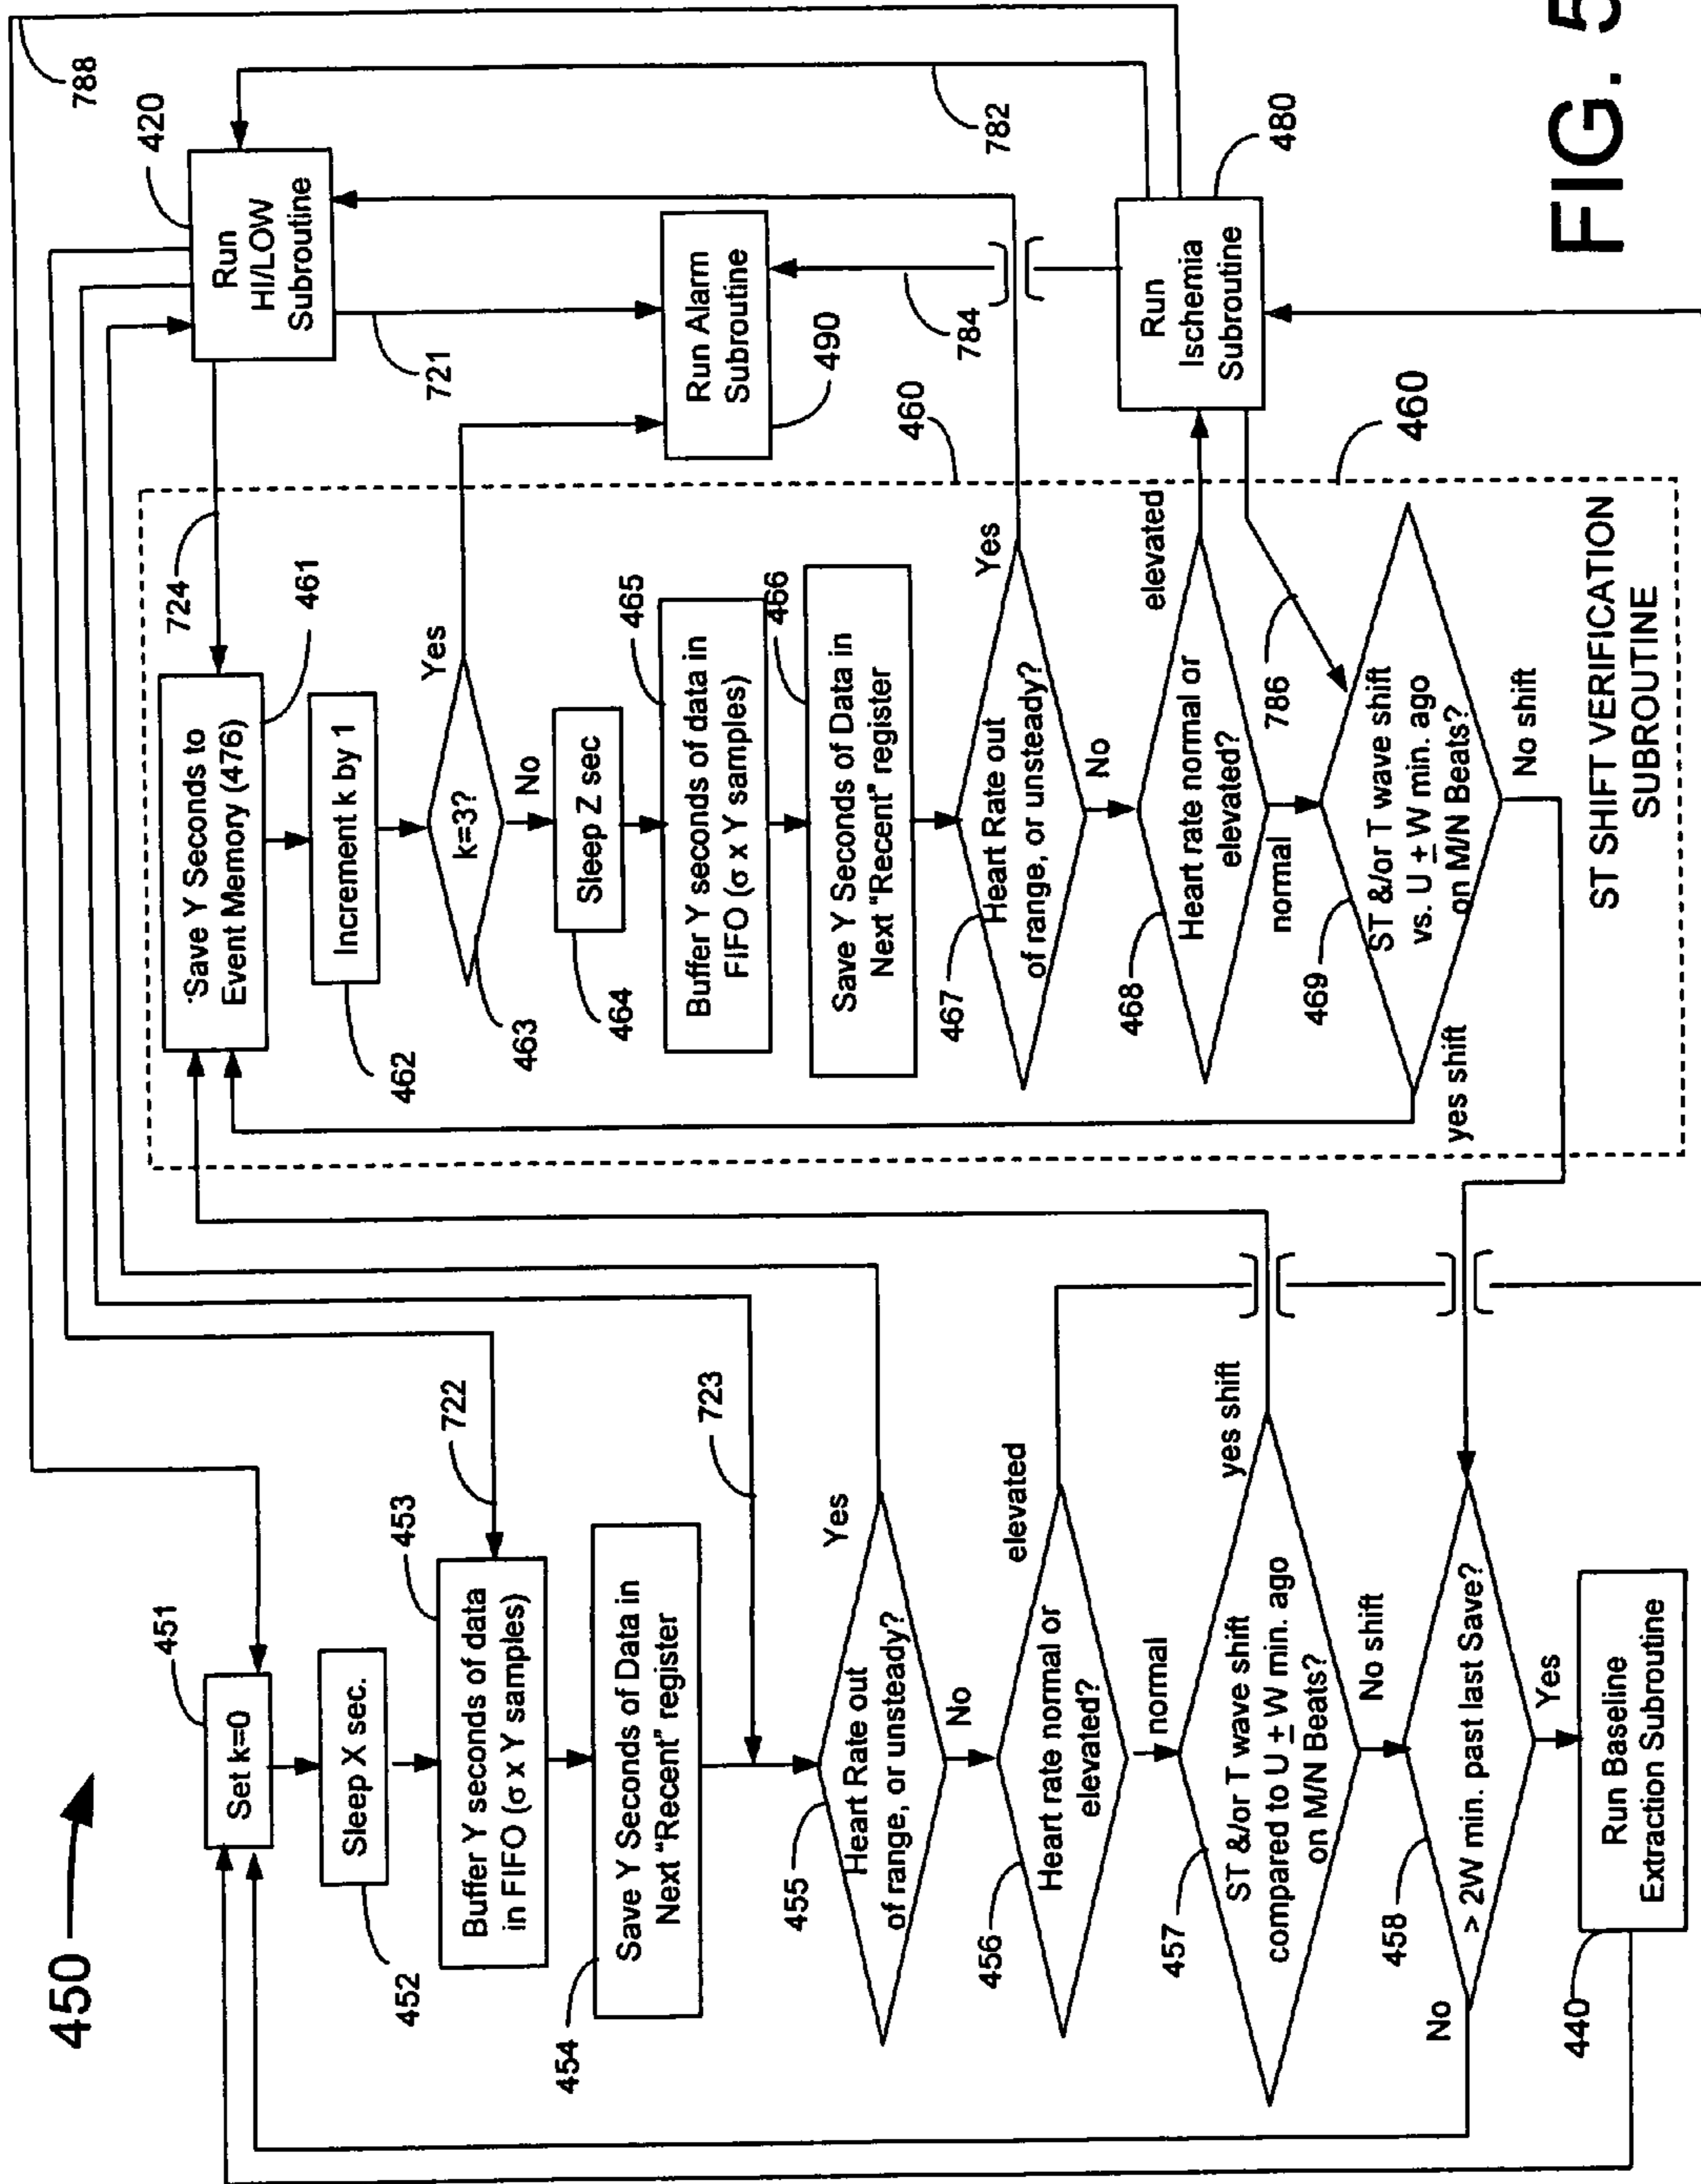 450
451
Set k=0
Sleep X sec.
452
453
Buffer Y seconds of data
in FIFO (σ x Y samples)
722
Save Y Seconds of Data in
Next "Recent" register
454
723
Heart Rate out
of range, or unsteady?
455
Yes
No
Heart rate normal or
elevated?
456
elevated
normal
ST &/or T wave shift
compared to U ± W min. ago
on M/N Beats?
457
yes shift
No shift
> 2W min. past last Save?
458
No
Yes
Run Baseline
Extraction Subroutine
440
724
Save Y Seconds to
Event Memory (476)
461
Increment k by 1
462
k=3?
463
Yes
No
Sleep Z sec
464
Buffer Y seconds of data in
FIFO (σ x Y samples)
465
Save Y Seconds of Data in
Next "Recent" register
466
Heart Rate out
of range, or unsteady?
467
Yes
No
Heart rate normal or
elevated?
468
elevated
normal
786
ST &/or T wave shift
vs. U ± W min. ago
on M/N Beats?
469
yes shift
No shift
ST SHIFT VERIFICATION
SUBROUTINE
788
420
Run
HI/LOW
Subroutine
721
782
Run Alarm
Subroutine
490
784
460
Run
Ischemia
Subroutine
480
460
FIG. 5